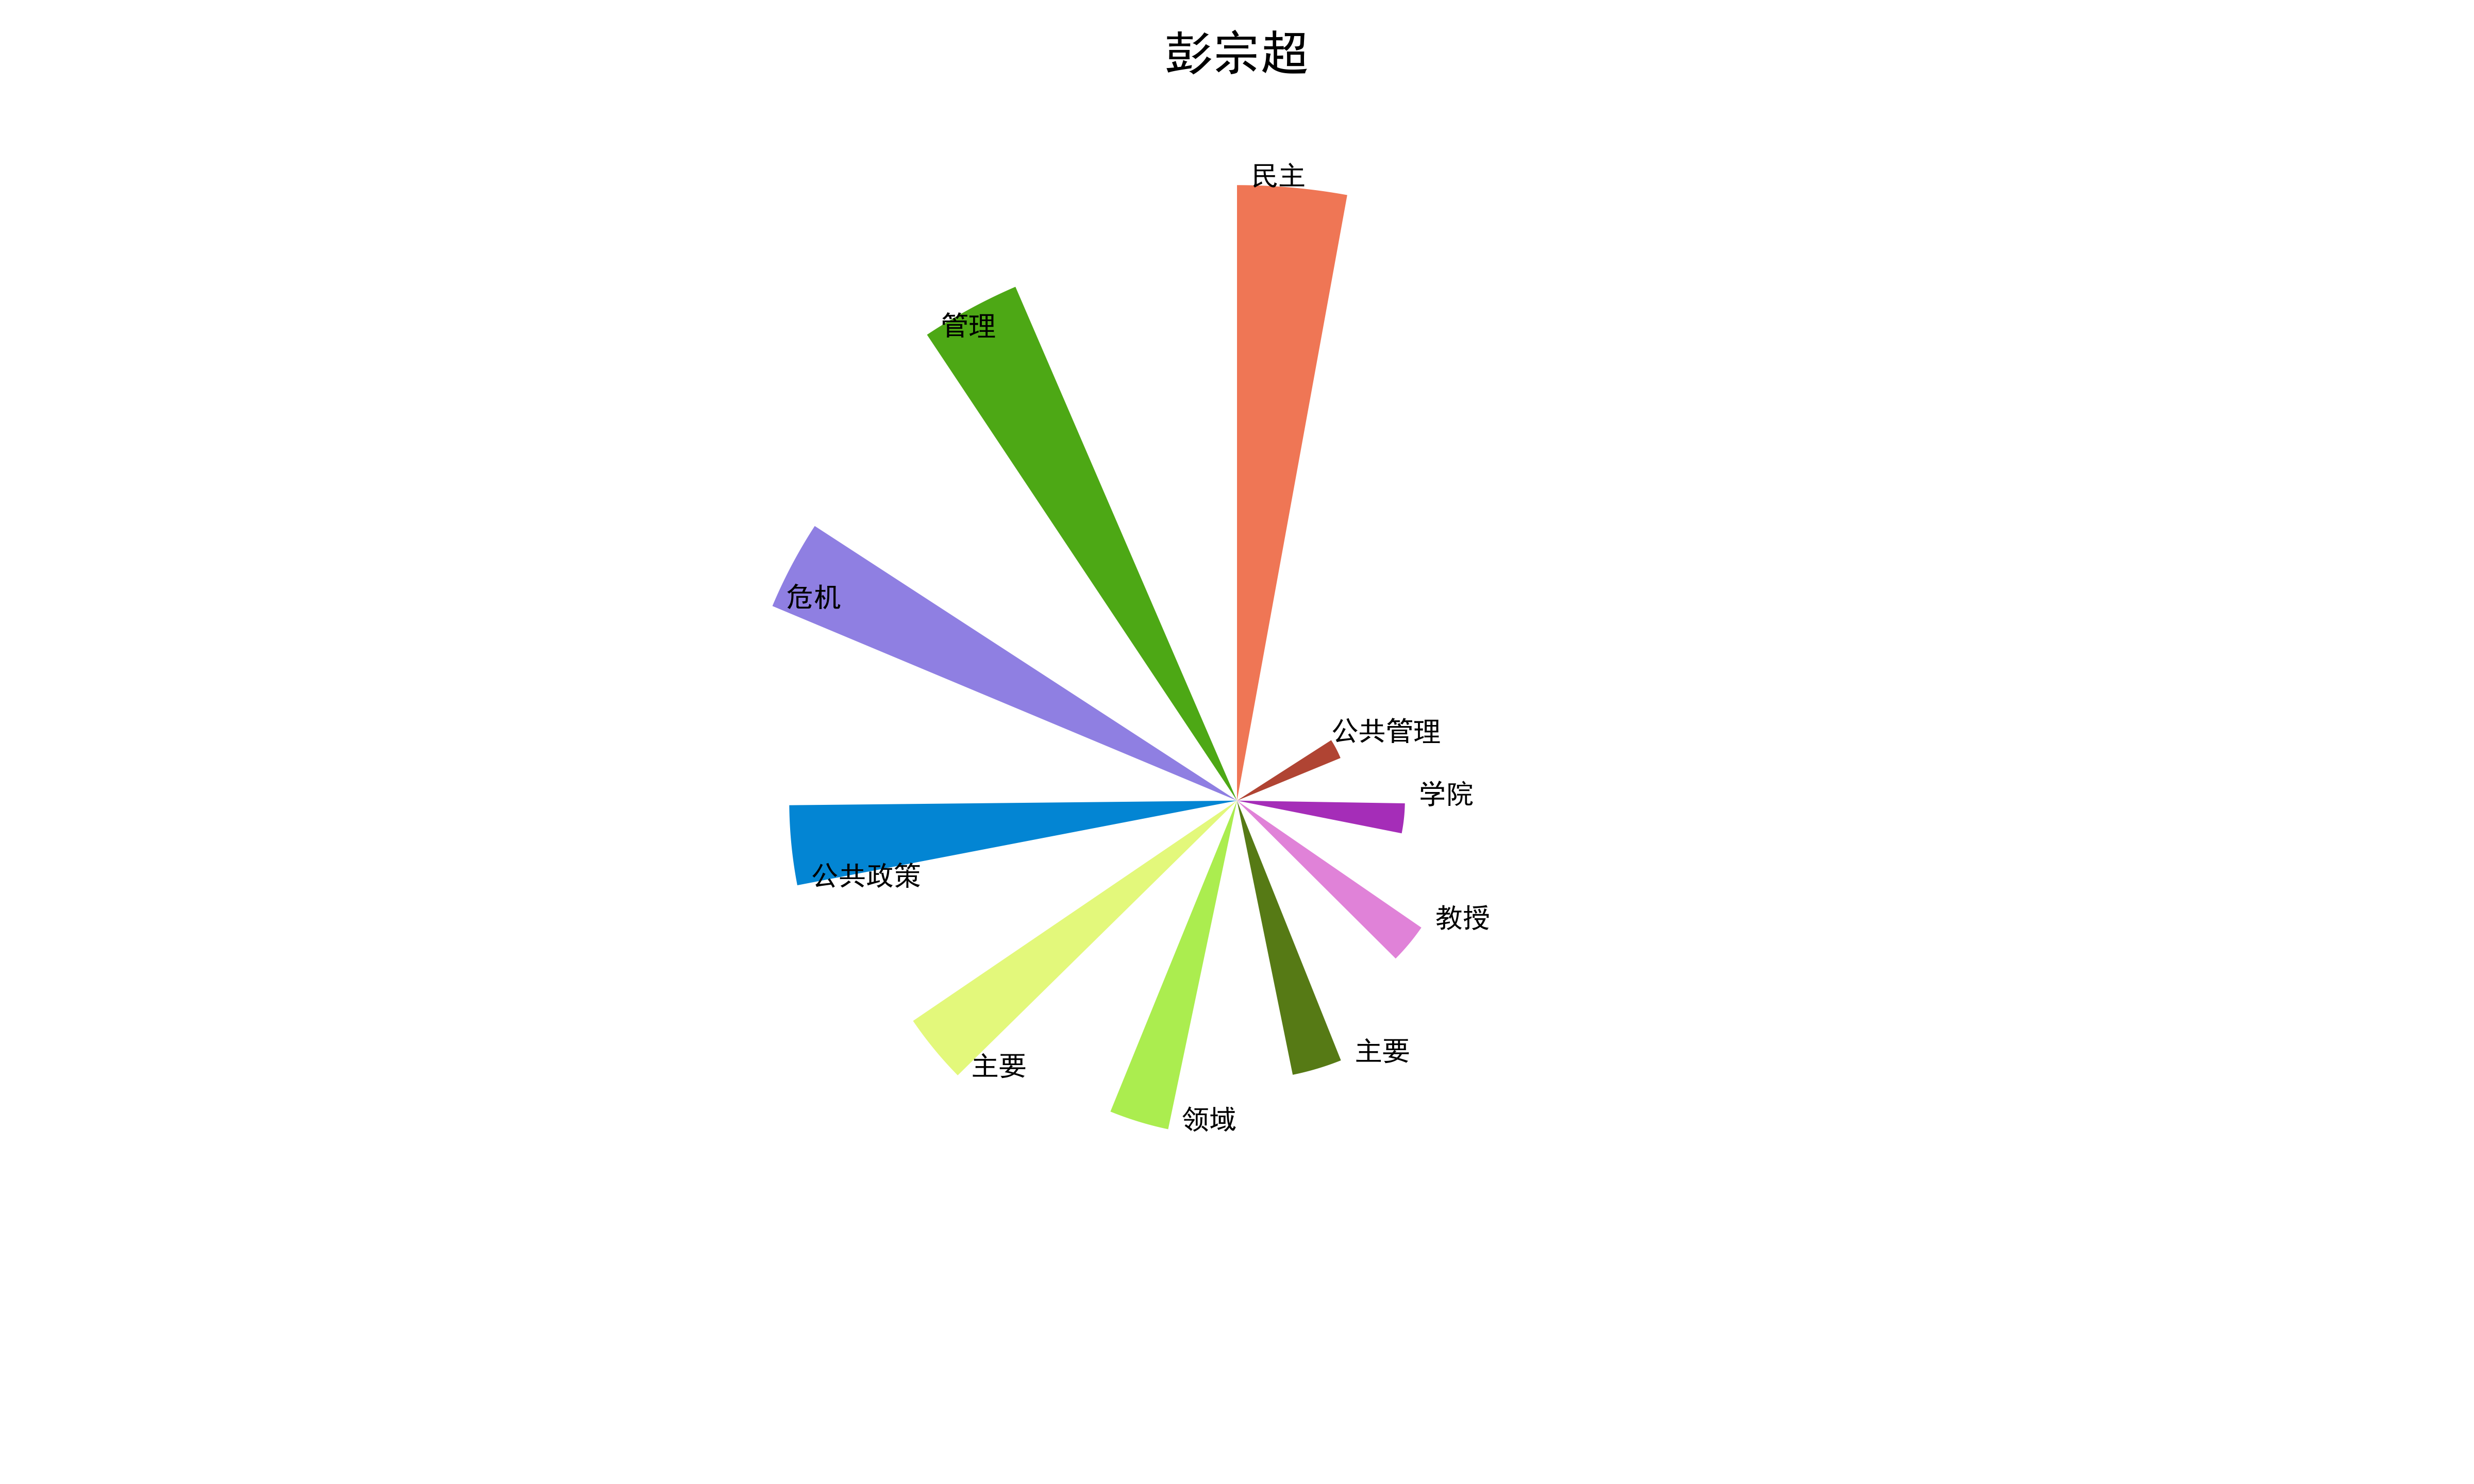 彭宗超
民主
管理
危机
公共管理
学院
公共政策
教授
主要
主要
领域